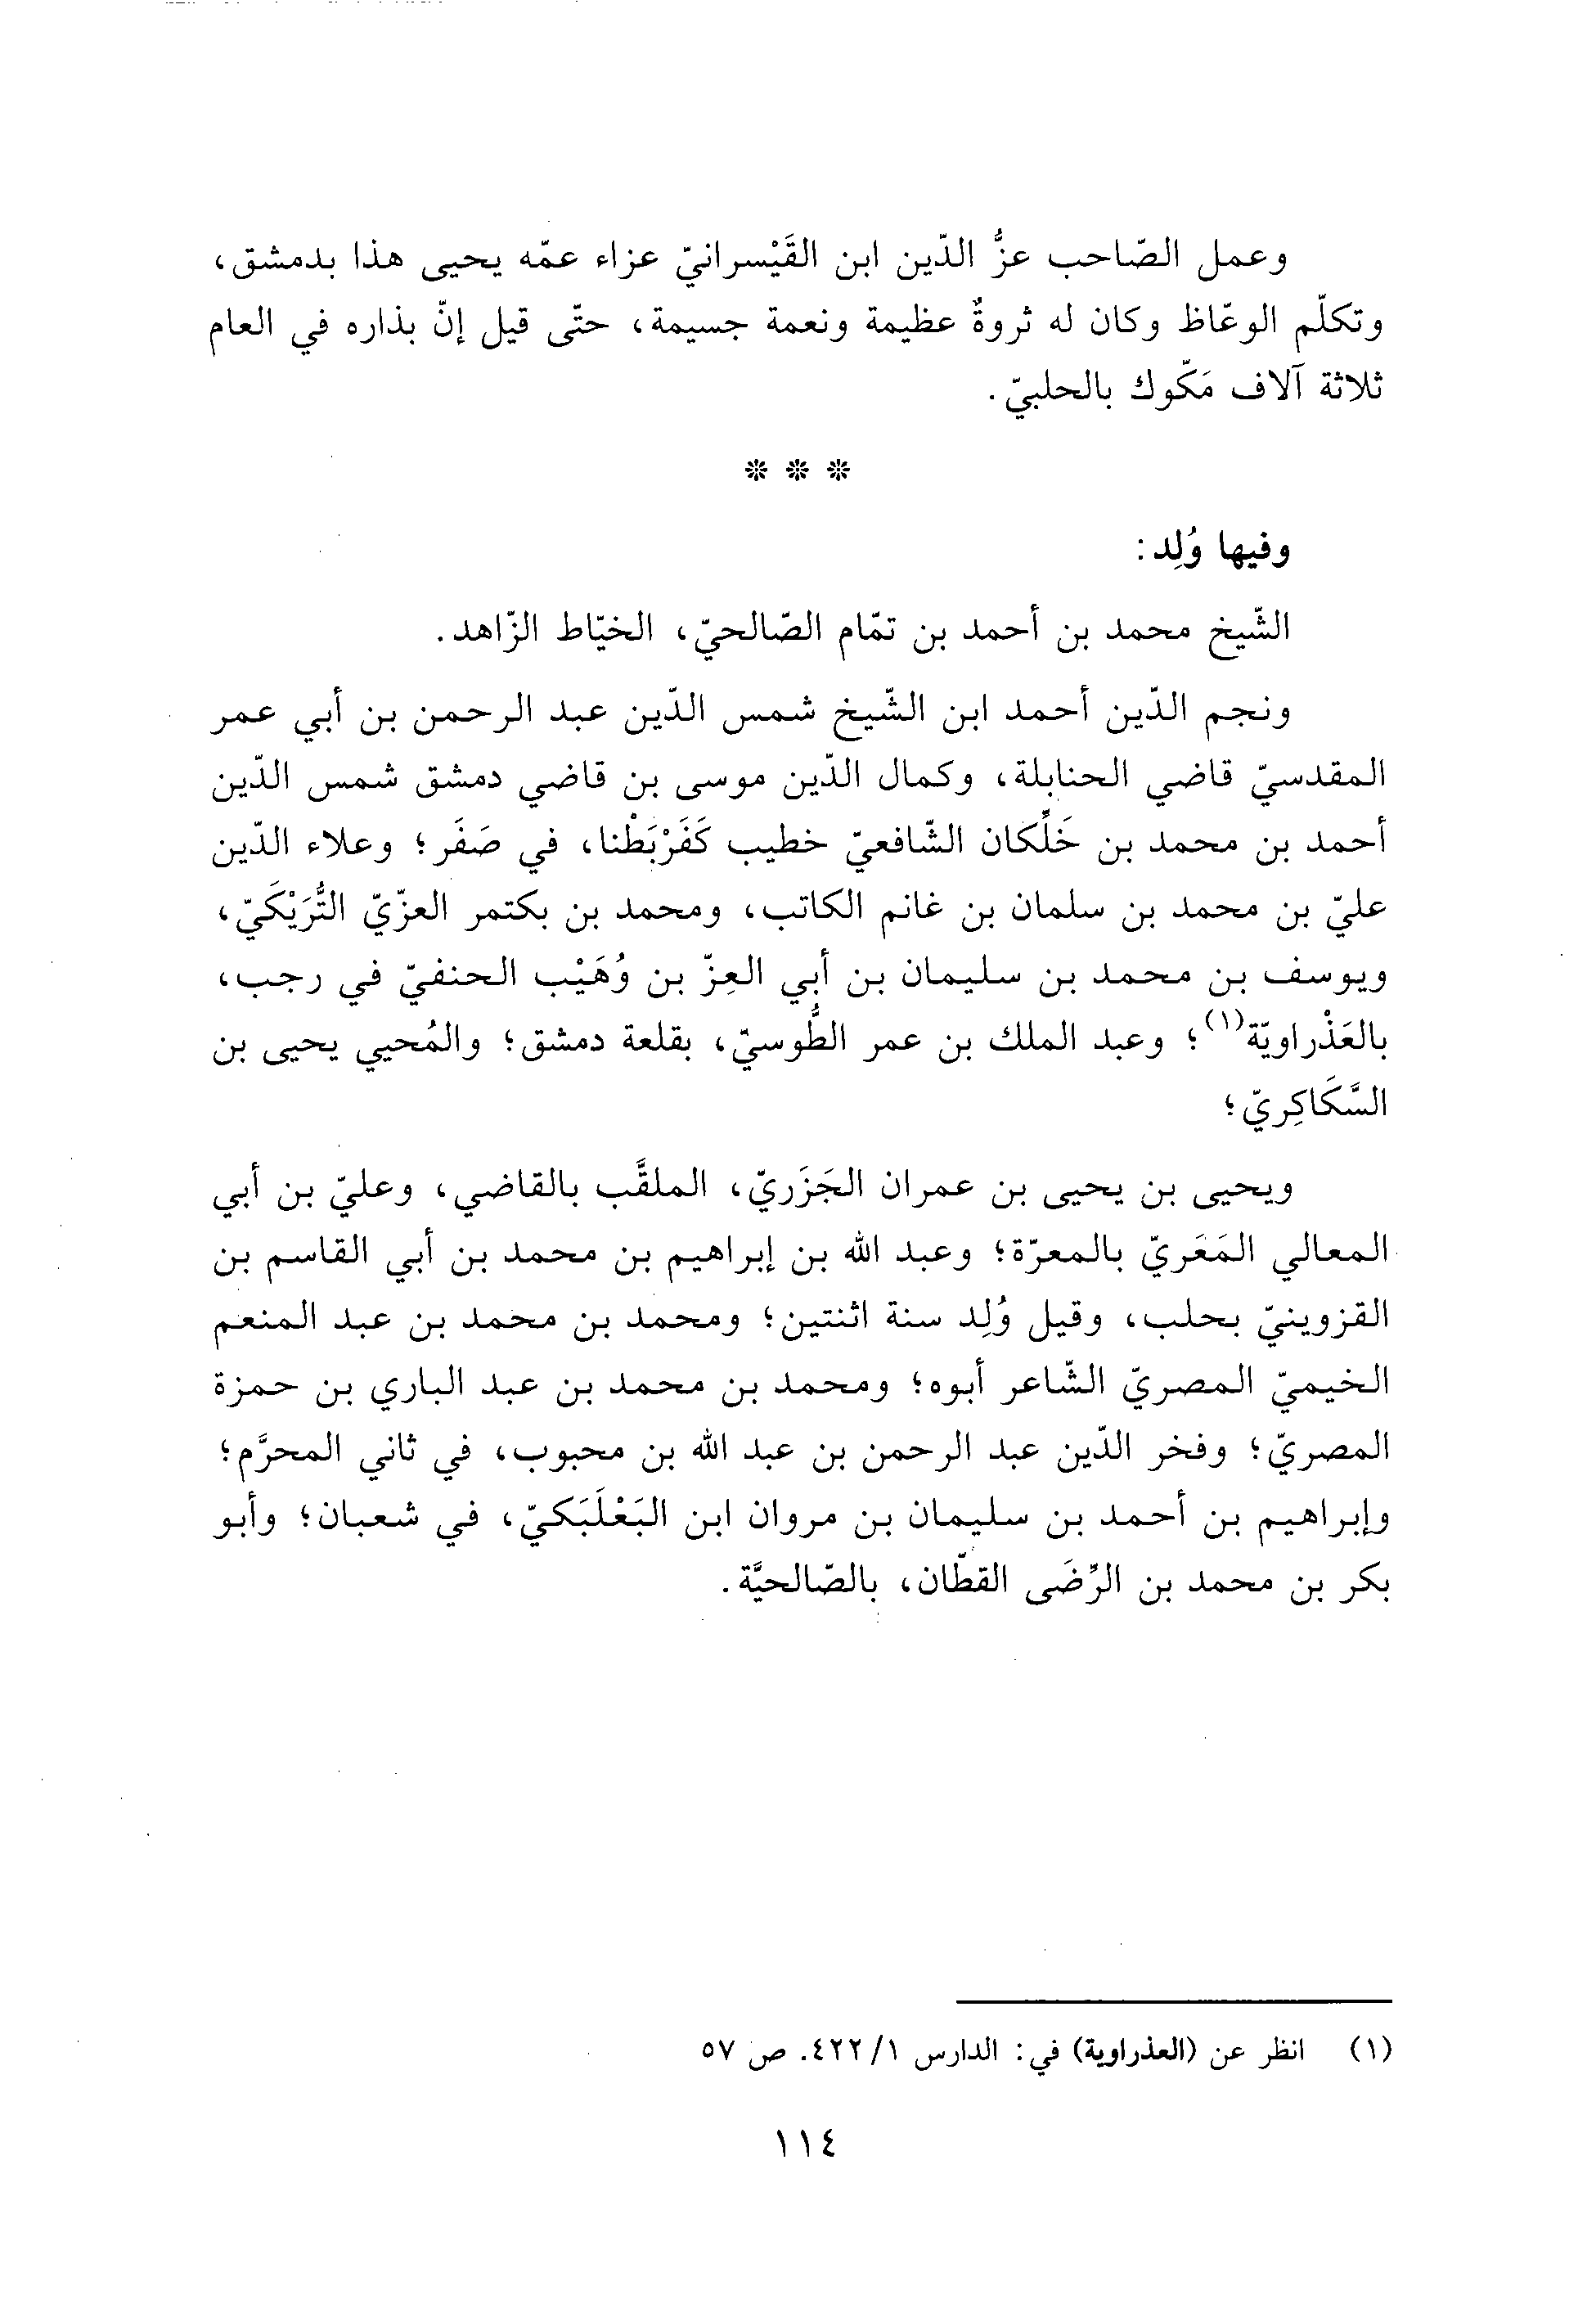 وعمل الصّاحب عزُّ الدّين ابن القَيْسرانيّ عزاء عمّه يحيى هذا بدمشق،
وتكلّم الوعّاظ وكان له ثروةٌ عظيمة ونعمة جسيمة، حتّى قيل إنّ بذاره في العام
ثلاثة آلاف مَكّوك بالحلبيّ.
* * *
وفيها وُلِد:
الشّيخ محمد بن أحمد بن تمّام الصّالحيّ، الخيّاط الزّاهد.
ونجم الدّين أحمد ابن الشّيخ شمس الدّين عبد الرحمن بن أبي عمر
المقدسيّ قاضي الحنابلة، وكمال الدّين موسى بن قاضي دمشق شمس الدّين
أحمد بن محمد بن خَلِّكان الشّافعيّ خطيب كَفَرْبَطْنا، في صَفَر؛ وعلاء الدّين
عليّ بن محمد بن سلمان بن غانم الكاتب، ومحمد بن بكتمر العزّيّ التُّرَيْكَيّ،
ويوسف بن محمد بن سليمان بن أبي العِزّ بن وُهَيْب الحنفيّ في رجب،
بالعَذْراويّة(١)؛ وعبد الملك بن عمر الطُّوسيّ، بقلعة دمشق؛ والمُحيي يحيى بن
السَّكَاكِريّ؛
ويحيى بن يحيى بن عمران الجَزَريّ، الملقَّب بالقاضي، وعليّ بن أبي
المعالي المَعَريّ بالمعرّة؛ وعبد الله بن إبراهيم بن محمد بن أبي القاسم بن
القزوينيّ بحلب، وقيل وُلِد سنة اثنتين؛ ومحمد بن محمد بن عبد المنعم
الخيميّ المصريّ الشّاعر أبوه؛ ومحمد بن محمد بن عبد الباري بن حمزة
المصريّ؛ وفخر الدّين عبد الرحمن بن عبد الله بن محبوب، في ثاني المحرَّم؛
وإبراهيم بن أحمد بن سليمان بن مروان ابن البَعْلَبَكيّ، في شعبان؛ وأبو
بكر بن محمد بن الرِّضَى القطّان، بالصّالحيَّة.
(١) انظر عن (العذراوية) في: الدارس ١/ ٤٢٢. ص ٥٧
١١٤